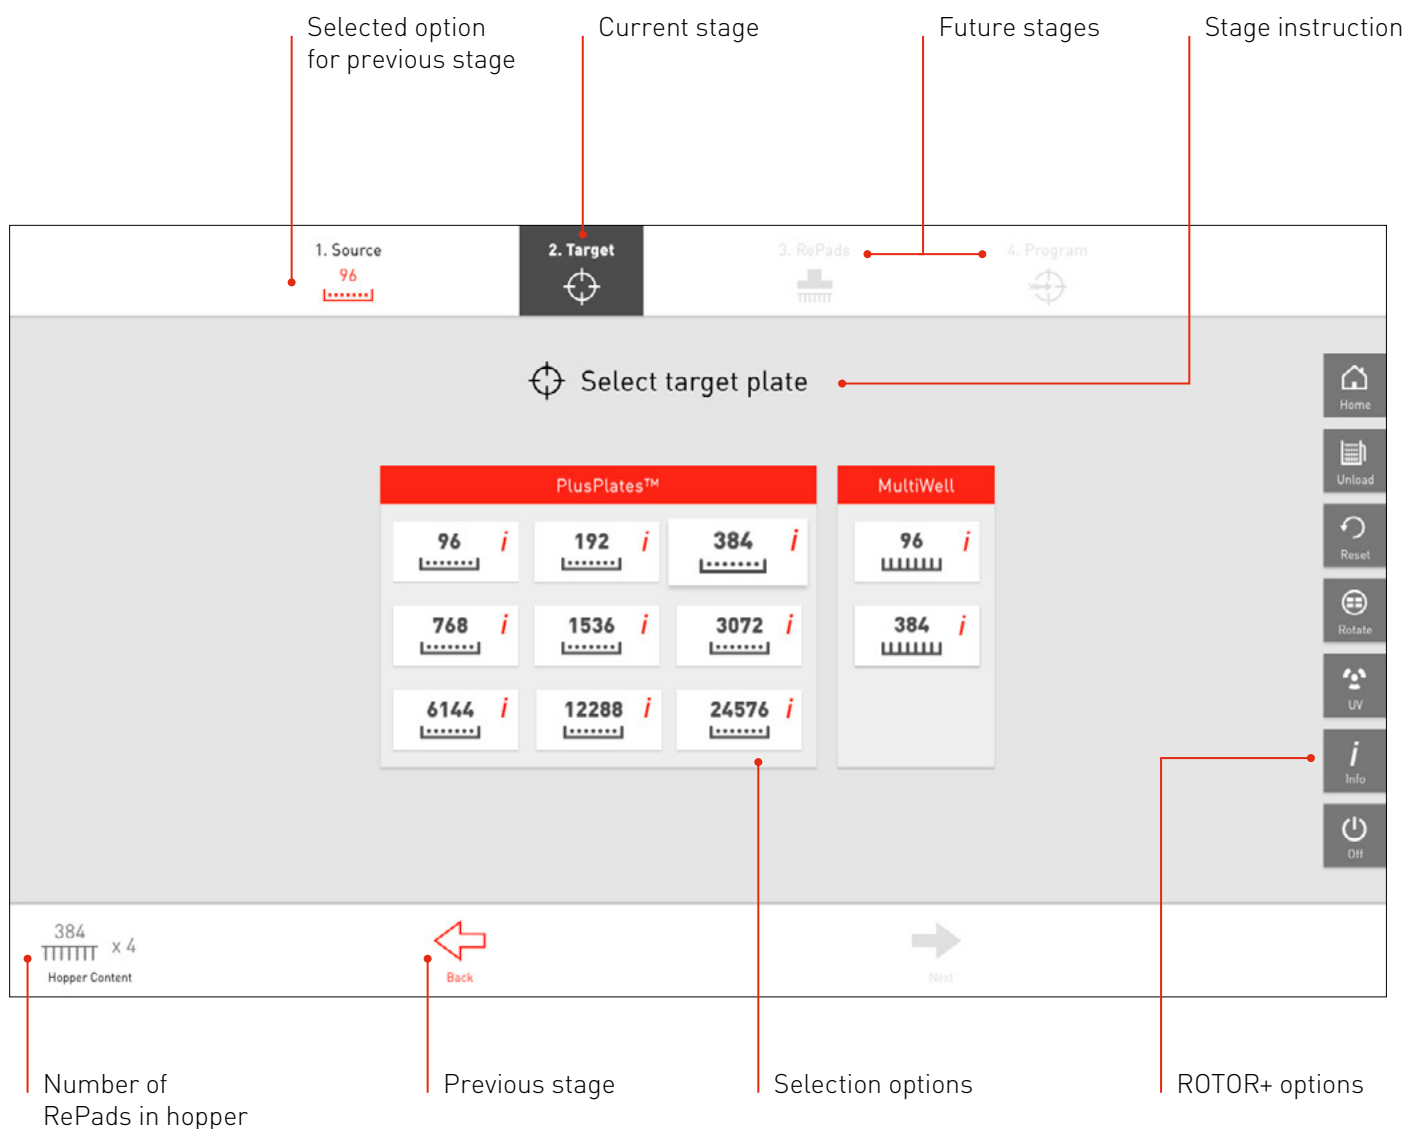 Selected option
for previous stage
Current stage
Future stages
Stage instruction
1. Source
96
2. Target
3. RePads
4. Program
Select target plate
Home
Unload
Reset
Rotate
UV
i
Info
Off
PlusPlates™
MultiWell
96 i
192 i
384 i
96 i
768 i
1536 i
3072 i
384 i
6144 i
12288 i
24576 i
384
x 4
Hopper Content
Back
Next
Number of
RePads in hopper
Previous stage
Selection options
ROTOR+ options